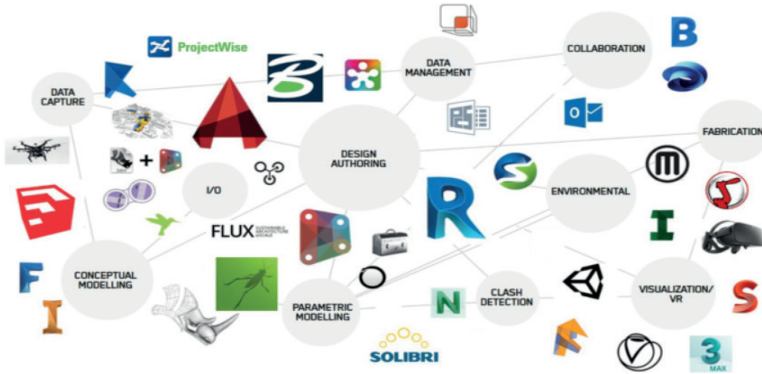 ProjectWise
DATA
MANAGEMENT
COLLABORATION
B
DATA
CAPTURE
B
FABRICATION
DESIGN
AUTHORING
+
I/O
S
ENVIRONMENTAL
M
R
FLUX
I
CONCEPTUAL
MODELLING
F
I
PARAMETRIC
MODELLING
N
CLASH
DETECTION
VISUALIZATION/
VR
S
SOLIBRI
F
3
MAX